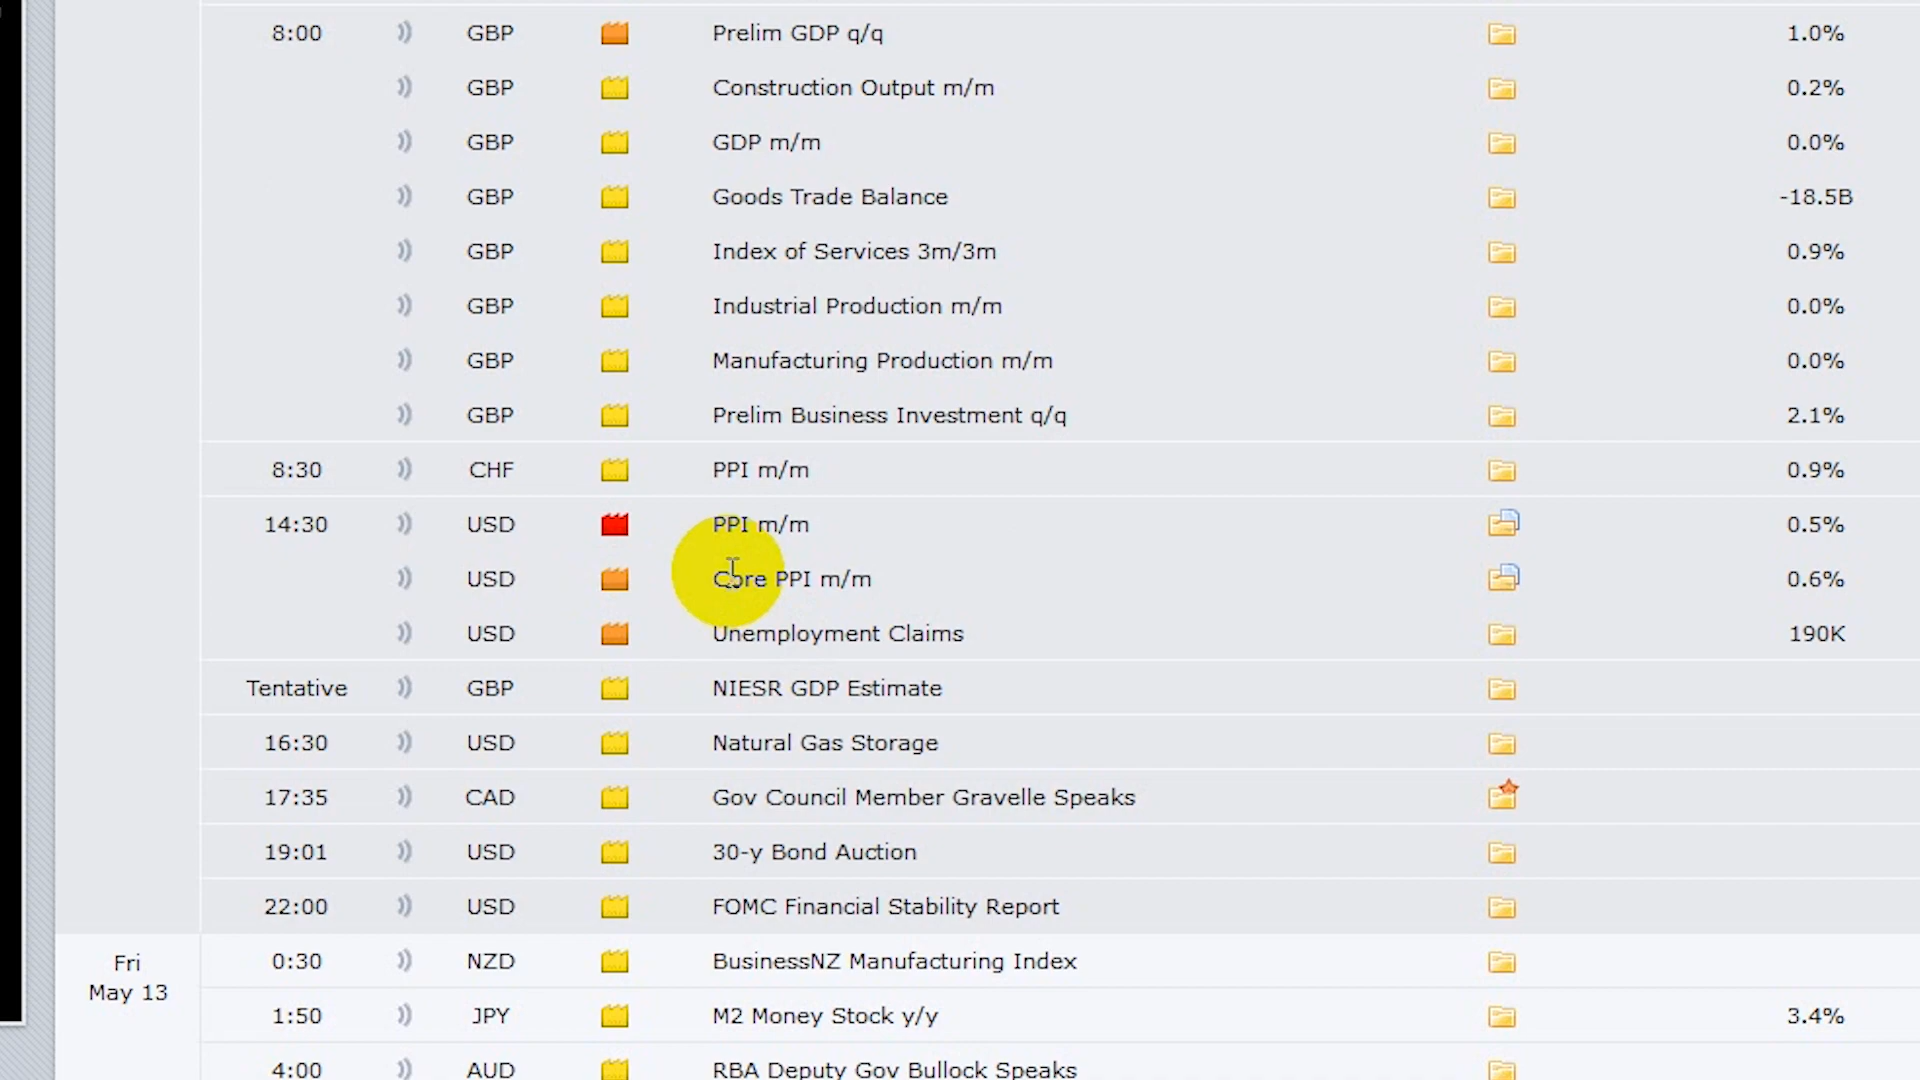 8:00 GBP Prelim GDP q/q 1.0%
GBP Construction Output m/m 0.2%
GBP GDP m/m 0.0%
GBP Goods Trade Balance -18.5B
GBP Index of Services 3m/3m 0.9%
GBP Industrial Production m/m 0.0%
GBP Manufacturing Production m/m 0.0%
GBP Prelim Business Investment q/q 2.1%
8:30 CHF PPI m/m 0.9%
14:30 USD PPI m/m 0.5%
USD Core PPI m/m 0.6%
USD Unemployment Claims 190K
Tentative GBP NIESR GDP Estimate
16:30 USD Natural Gas Storage
17:35 CAD Gov Council Member Gravelle Speaks
19:01 USD 30-y Bond Auction
22:00 USD FOMC Financial Stability Report
Fri
May 13
0:30 NZD BusinessNZ Manufacturing Index
1:50 JPY M2 Money Stock y/y 3.4%
4:00 AUD RBA Deputy Gov Bullock Speaks